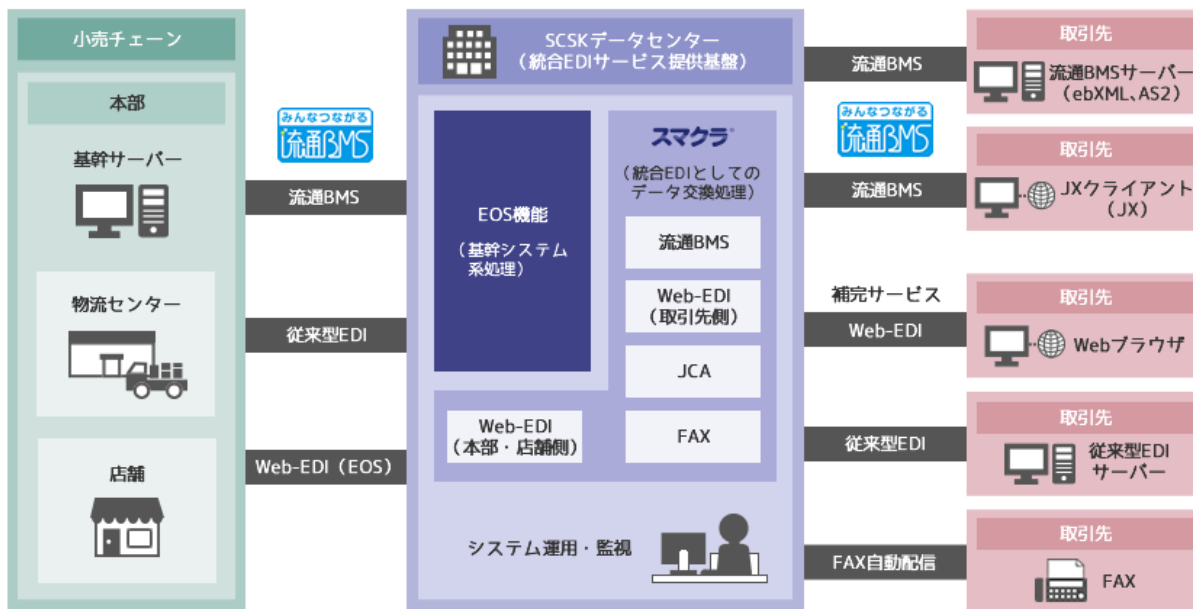 小売チェーン
本部
基幹サーバー
物流センター
店舗
みんなつながる
流通BMS
流通BMS
従来型EDI
Web-EDI（EOS）
SCSKデータセンター
（統合EDIサービス提供基盤）
EOS機能
（基幹システム
系処理）
スマクラ
（統合EDIとしての
データ交換処理）
流通BMS
Web-EDI
（取引先側）
JCA
FAX
Web-EDI
（本部・店舗側）
システム運用・監視
流通BMS
みんなつながる
流通BMS
流通BMS
補完サービス
Web-EDI
従来型EDI
FAX自動配信
取引先
流通BMSサーバー
（ebXML、AS2）
取引先
JXクライアント
（JX）
取引先
Webブラウザ
取引先
従来型EDI
サーバー
取引先
FAX